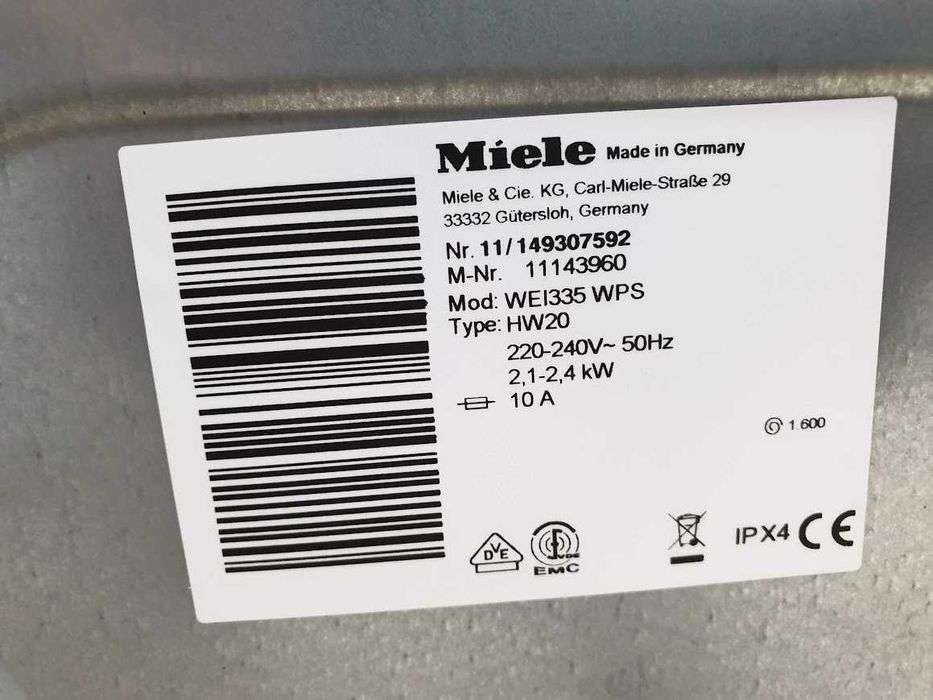 Miele Made in Germany
Miele & Cie. KG, Carl-Miele-Straße 29
33332 Gütersloh, Germany
Nr. 11/149307592
M-Nr. 11143960
Mod: WEI335 WPS
Type: HW20
220-240V~ 50Hz
2,1-2,4 kW
10 A
1.600
DVE
VDE
EMC
IPX4 CE